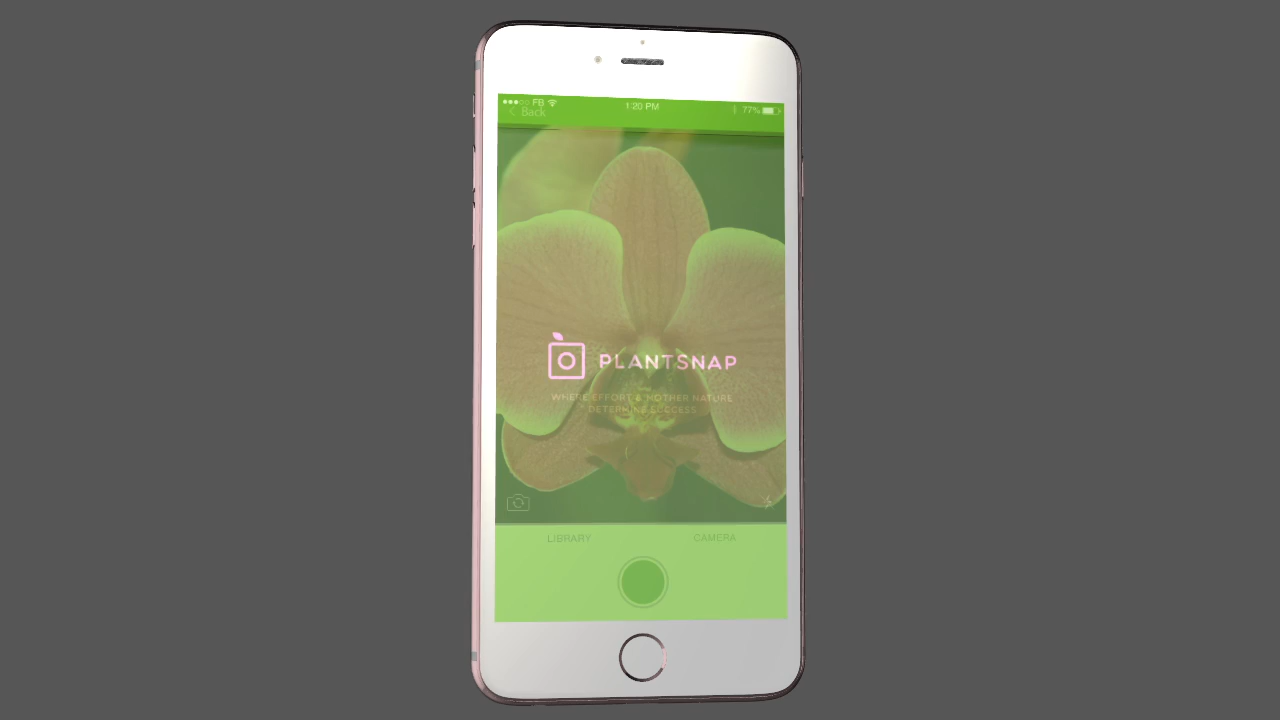 FB 1:20 PM 77%
Back
PLANTSNAP
WHERE EFFORT & MOTHER NATURE
DETERMINE SUCCESS
LIBRARY CAMERA